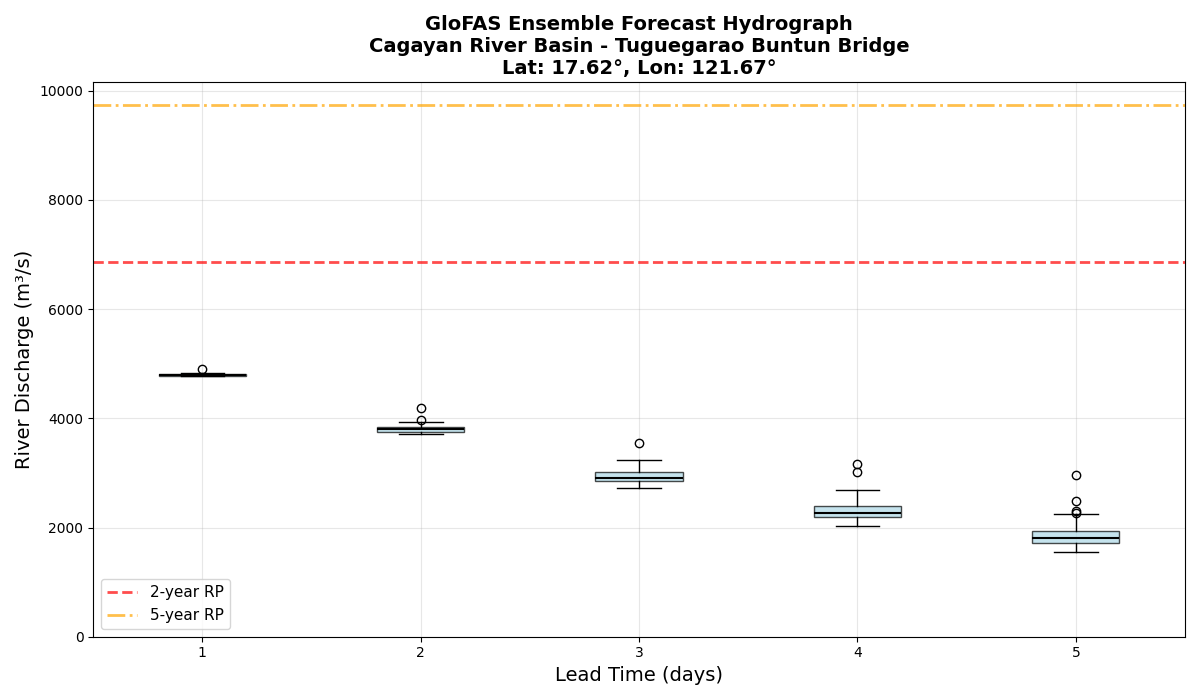 GloFAS Ensemble Forecast Hydrograph
Cagayan River Basin - Tuguegarao Buntun Bridge
Lat: 17.62°, Lon: 121.67°
River Discharge (m³/s)
10000
8000
6000
4000
2000
0
2-year RP
5-year RP
1
2
3
4
5
Lead Time (days)